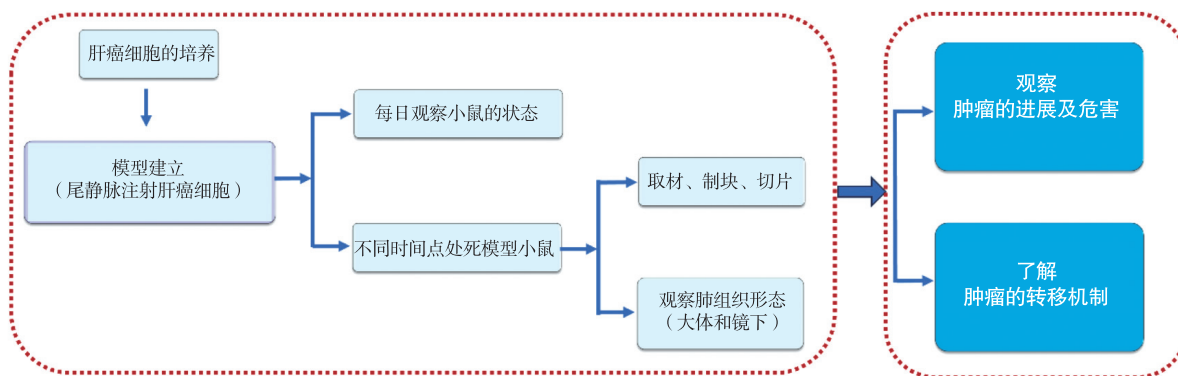 肝癌细胞的培养
模型建立
（尾静脉注射肝癌细胞）
每日观察小鼠的状态
不同时间点处死模型小鼠
取材、制块、切片
观察肺组织形态
（大体和镜下）
观察
肿瘤的进展及危害
了解
肿瘤的转移机制